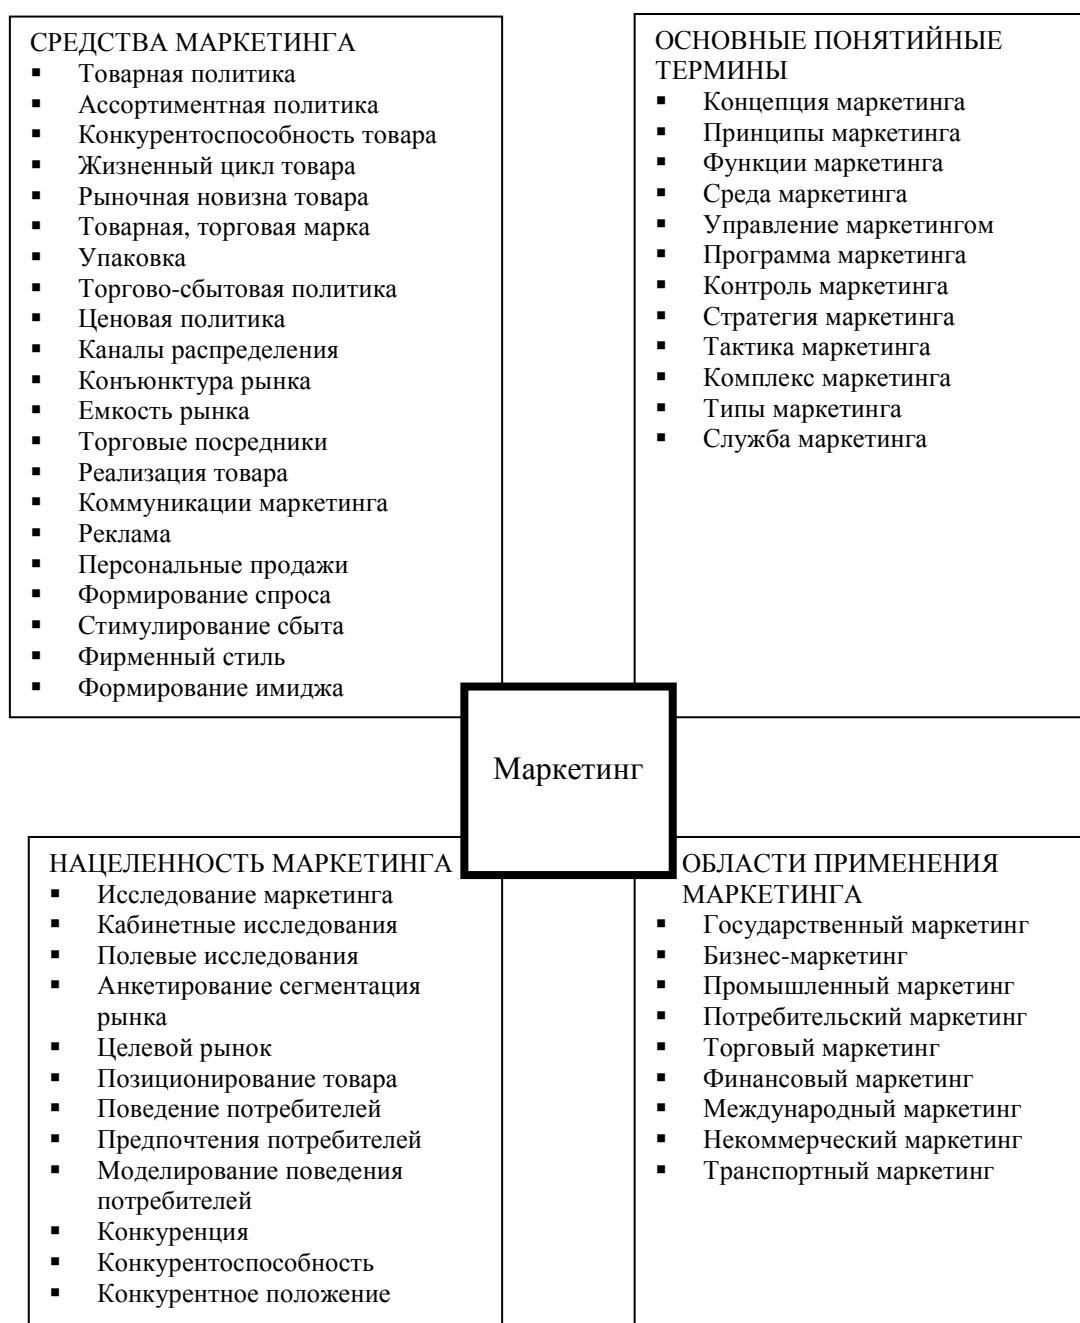 СРЕДСТВА МАРКЕТИНГА
▪ Товарная политика
▪ Ассортиментная политика
▪ Конкурентоспособность товара
▪ Жизненный цикл товара
▪ Рыночная новизна товара
▪ Товарная, торговая марка
▪ Упаковка
▪ Торгово-сбытовая политика
▪ Ценовая политика
▪ Каналы распределения
▪ Конъюнктура рынка
▪ Емкость рынка
▪ Торговые посредники
▪ Реализация товара
▪ Коммуникации маркетинга
▪ Реклама
▪ Персональные продажи
▪ Формирование спроса
▪ Стимулирование сбыта
▪ Фирменный стиль
▪ Формирование имиджа
ОСНОВНЫЕ ПОНЯТИЙНЫЕ
ТЕРМИНЫ
▪ Концепция маркетинга
▪ Принципы маркетинга
▪ Функции маркетинга
▪ Среда маркетинга
▪ Управление маркетингом
▪ Программа маркетинга
▪ Контроль маркетинга
▪ Стратегия маркетинга
▪ Тактика маркетинга
▪ Комплекс маркетинга
▪ Типы маркетинга
▪ Служба маркетинга
Маркетинг
НАЦЕЛЕННОСТЬ МАРКЕТИНГА
▪ Исследование маркетинга
▪ Кабинетные исследования
▪ Полевые исследования
▪ Анкетирование сегментация
рынка
▪ Целевой рынок
▪ Позиционирование товара
▪ Поведение потребителей
▪ Предпочтения потребителей
▪ Моделирование поведения
потребителей
▪ Конкуренция
▪ Конкурентоспособность
▪ Конкурентное положение
ОБЛАСТИ ПРИМЕНЕНИЯ
МАРКЕТИНГА
▪ Государственный маркетинг
▪ Бизнес-маркетинг
▪ Промышленный маркетинг
▪ Потребительский маркетинг
▪ Торговый маркетинг
▪ Финансовый маркетинг
▪ Международный маркетинг
▪ Некоммерческий маркетинг
▪ Транспортный маркетинг